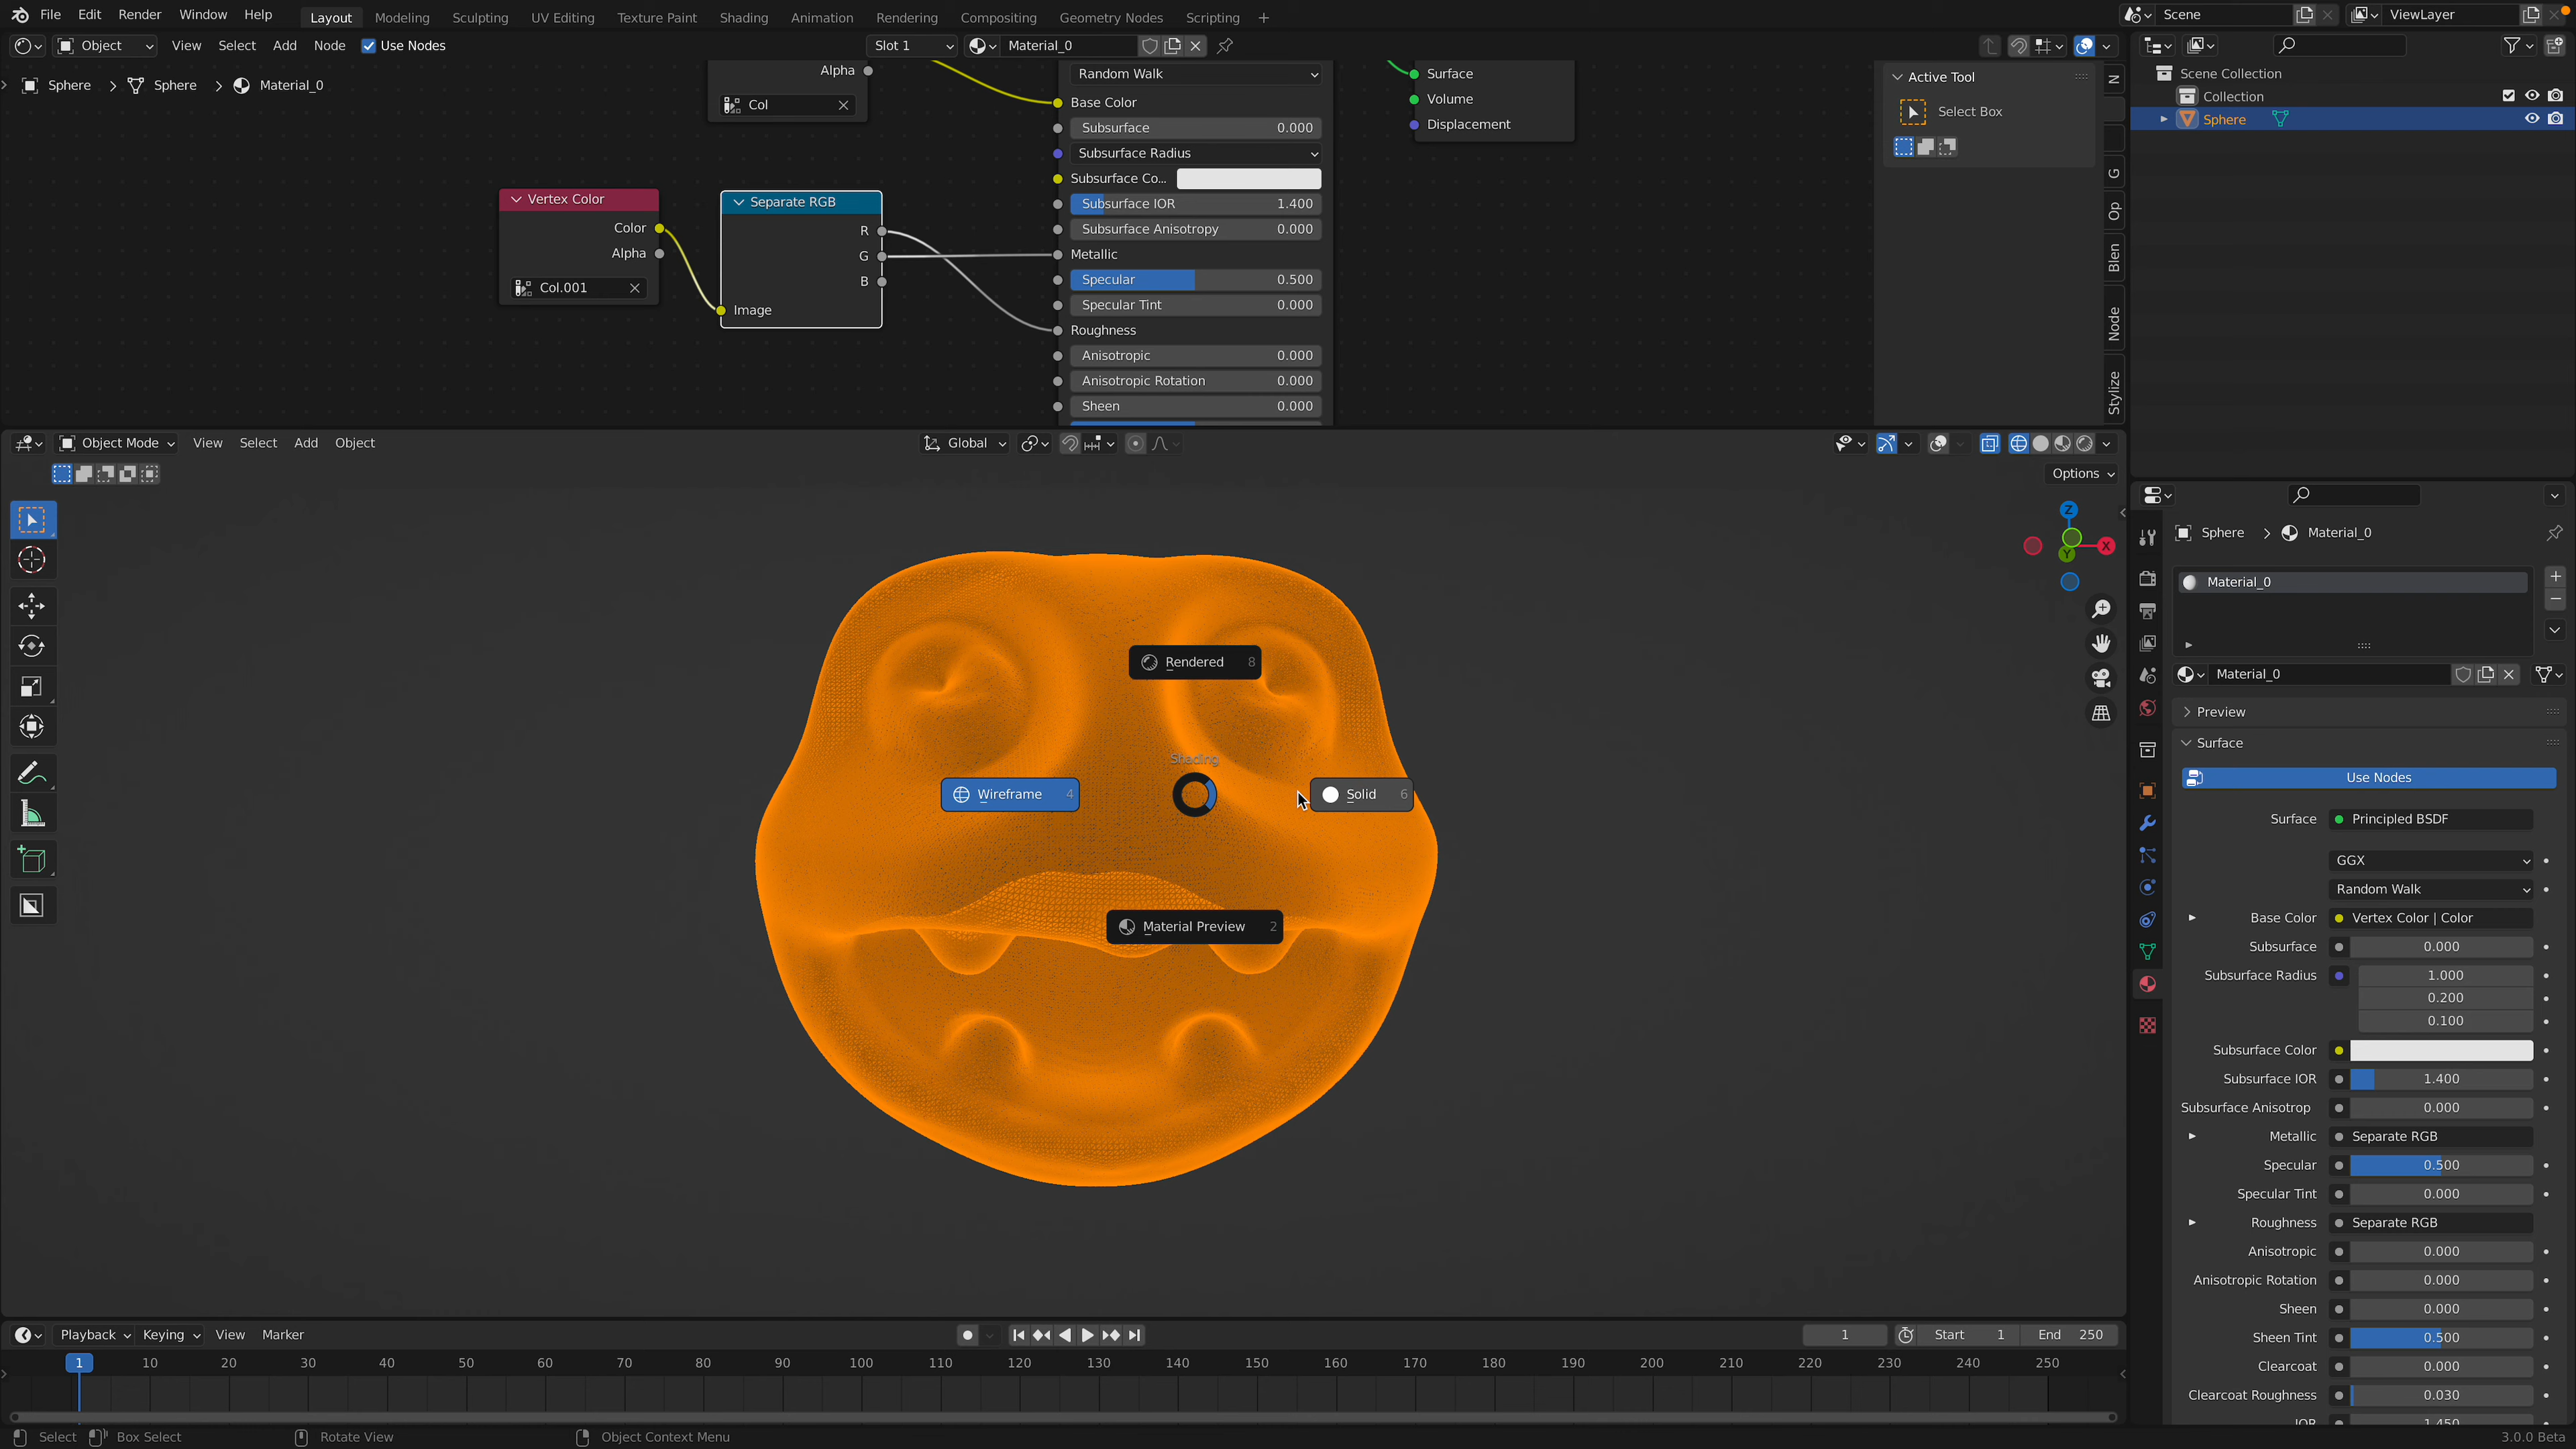 File Edit Render Window Help Layout Modeling Sculpting UV Editing Texture Paint Shading Animation Rendering Compositing Geometry Nodes Scripting + Scene ViewLayer
Object View Select Add Node Use Nodes Slot 1 Material_0
Sphere > Sphere > Material_0
Alpha
Col
Vertex Color
Color
Alpha
Col.001
Separate RGB
R
G
B
Image
Random Walk
Base Color
Subsurface 0.000
Subsurface Radius
Subsurface Co...
Subsurface IOR 1.400
Subsurface Anisotropy 0.000
Metallic
Specular 0.500
Specular Tint 0.000
Roughness
Anisotropic 0.000
Anisotropic Rotation 0.000
Sheen 0.000
Surface
Volume
Displacement
Active Tool
Select Box
N
G
Op
Blen
Node
Stylize
Scene Collection
Collection
Sphere
Object Mode View Select Add Object Global
Options
Z
X
Y
Rendered 8
Shading
Wireframe 4
Solid 6
Material Preview 2
Sphere > Material_0
Material_0
Material_0
Preview
Surface
Use Nodes
Surface Principled BSDF
GGX
Random Walk
Base Color Vertex Color | Color
Subsurface 0.000
Subsurface Radius 1.000
0.200
0.100
Subsurface Color
Subsurface IOR 1.400
Subsurface Anisotrop 0.000
Metallic Separate RGB
Specular 0.500
Specular Tint 0.000
Roughness Separate RGB
Anisotropic 0.000
Anisotropic Rotation 0.000
Sheen 0.000
Sheen Tint 0.500
Clearcoat 0.000
Clearcoat Roughness 0.030
IOR 1.450
Playback Keying View Marker 1 Start 1 End 250
1 10 20 30 40 50 60 70 80 90 100 110 120 130 140 150 160 170 180 190 200 210 220 230 240 250
Select Box Select Rotate View Object Context Menu 3.0.0 Beta